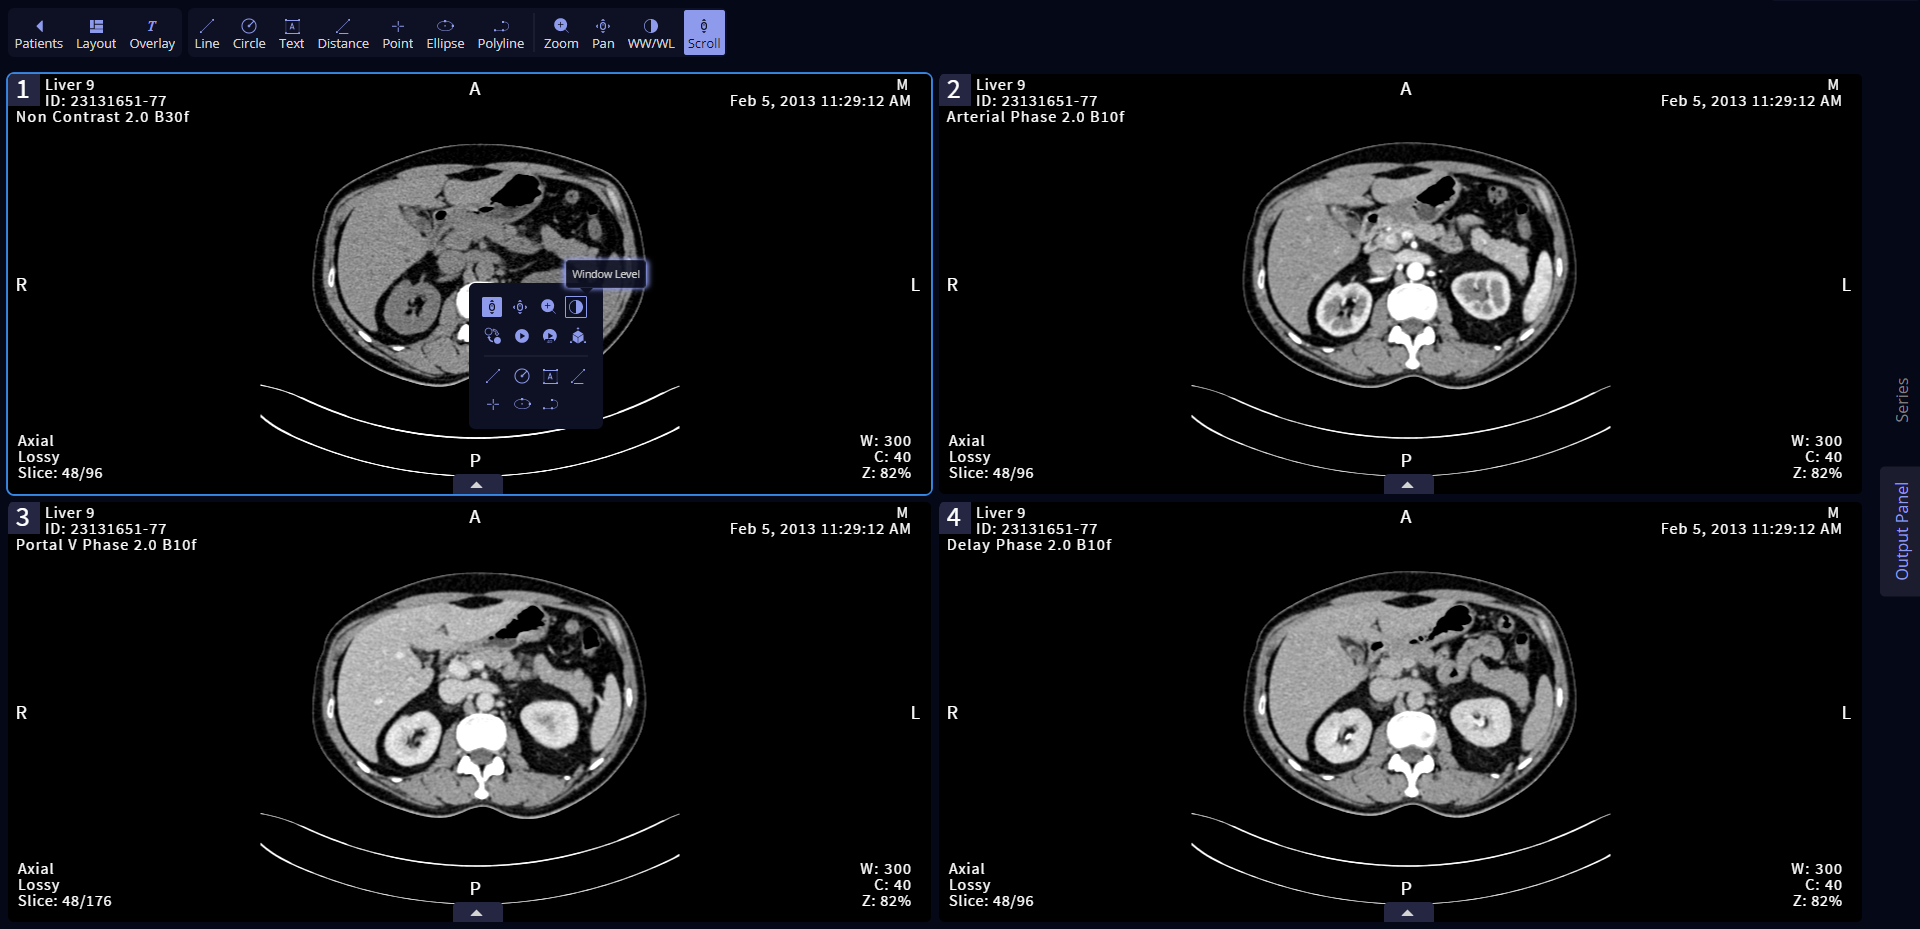 Patients Layout Overlay Line Circle Text Distance Point Ellipse Polyline Zoom Pan WW/WL Scroll
1
Liver 9
ID: 23131651-77
Non Contrast 2.0 B30f
A
M
Feb 5, 2013 11:29:12 AM
R
L
Window Level
Axial
Lossy
Slice: 48/96
P
W: 300
C: 40
Z: 82%
2
Liver 9
ID: 23131651-77
Arterial Phase 2.0 B10f
A
M
Feb 5, 2013 11:29:12 AM
R
L
Axial
Lossy
Slice: 48/96
P
W: 300
C: 40
Z: 82%
3
Liver 9
ID: 23131651-77
Portal V Phase 2.0 B10f
A
M
Feb 5, 2013 11:29:12 AM
R
L
Axial
Lossy
Slice: 48/176
P
W: 300
C: 40
Z: 82%
4
Liver 9
ID: 23131651-77
Delay Phase 2.0 B10f
A
M
Feb 5, 2013 11:29:12 AM
R
L
Axial
Lossy
Slice: 48/96
P
W: 300
C: 40
Z: 82%
Series
Output Panel